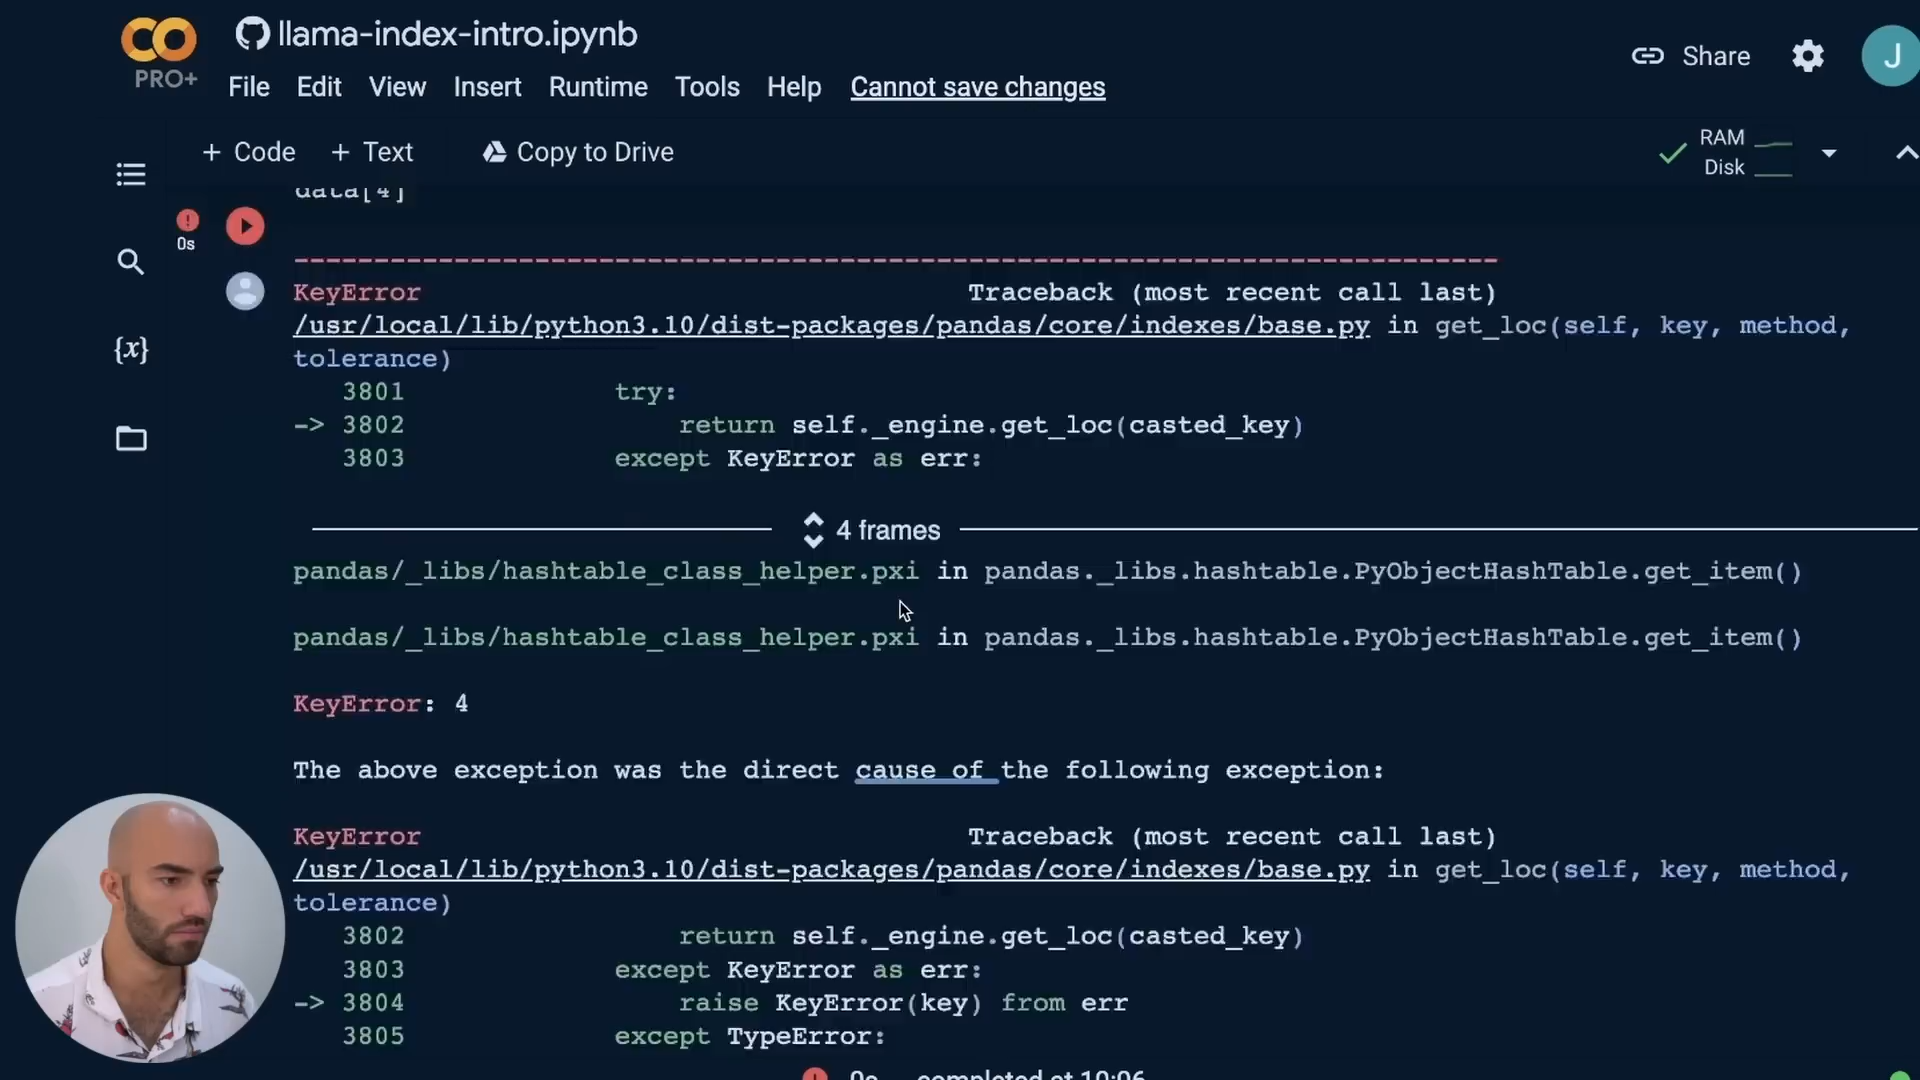 llama-index-intro.ipynb
PRO+
File Edit View Insert Runtime Tools Help Cannot save changes
Share
J
+ Code + Text Copy to Drive
RAM
Disk
data[4]
0s
KeyError Traceback (most recent call last)
/usr/local/lib/python3.10/dist-packages/pandas/core/indexes/base.py in get_loc(self, key, method,
tolerance)
3801 try:
-> 3802 return self._engine.get_loc(casted_key)
3803 except KeyError as err:
4 frames
pandas/_libs/hashtable_class_helper.pxi in pandas._libs.hashtable.PyObjectHashTable.get_item()
pandas/_libs/hashtable_class_helper.pxi in pandas._libs.hashtable.PyObjectHashTable.get_item()
KeyError: 4
The above exception was the direct cause of the following exception:
KeyError Traceback (most recent call last)
/usr/local/lib/python3.10/dist-packages/pandas/core/indexes/base.py in get_loc(self, key, method,
tolerance)
3802 return self._engine.get_loc(casted_key)
3803 except KeyError as err:
-> 3804 raise KeyError(key) from err
3805 except TypeError:
0s completed at 10:06
{x}